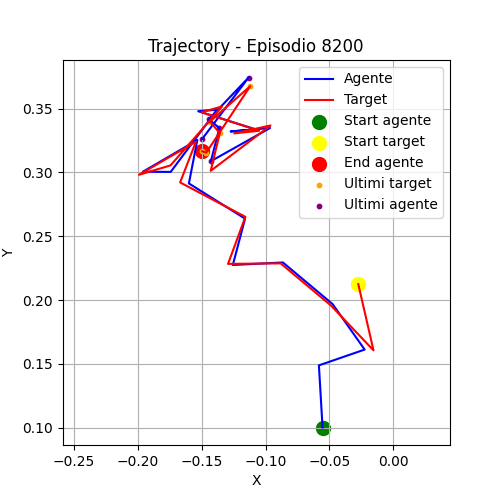 Trajectory - Episodio 8200
Agente
Target
Start agente
Start target
End agente
Ultimi target
Ultimi agente
Y
0.35
0.30
0.25
0.20
0.15
0.10
−0.25 −0.20 −0.15 −0.10 −0.05 0.00
X